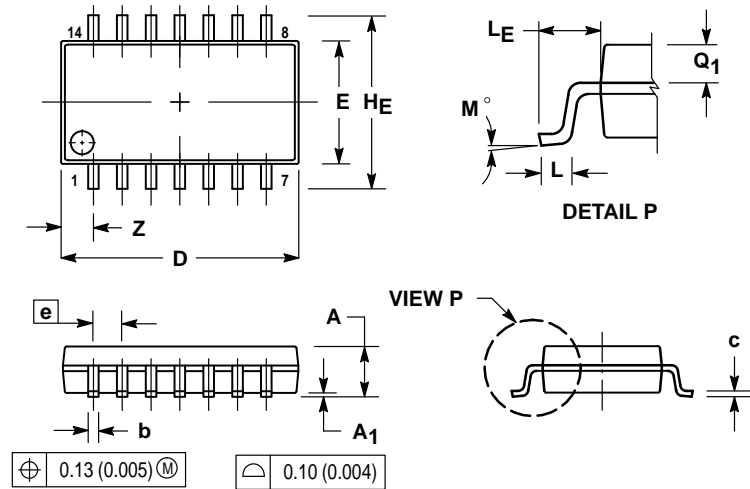 14 8
1 7
E
H_E
Z
D
L_E
Q_1
M°
L
DETAIL P
e
A
b
A_1
0.13 (0.005) Ⓜ
0.10 (0.004)
VIEW P
c